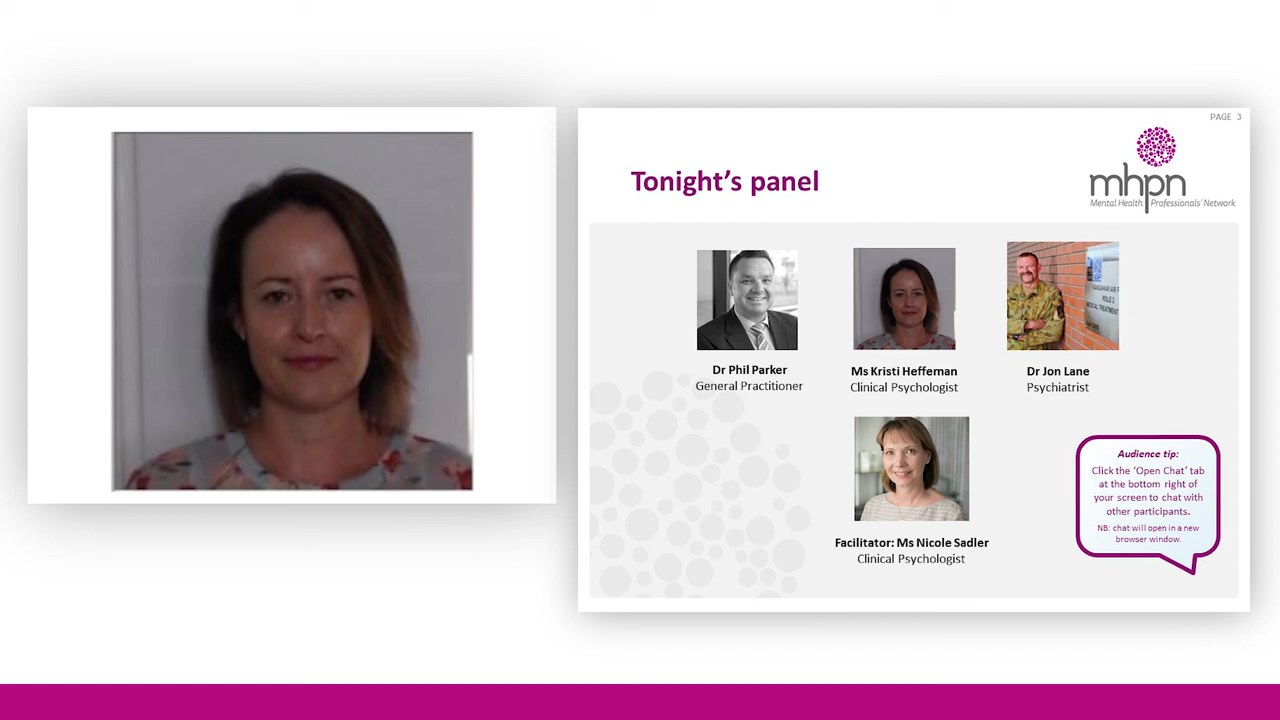 PAGE 3
Tonight's panel
mhpn
Mental Health Professionals' Network
Dr Phil Parker
General Practitioner
Ms Kristi Heffernan
Clinical Psychologist
Dr Jon Lane
Psychiatrist
Facilitator: Ms Nicole Sadler
Clinical Psychologist
Audience tip:
Click the 'Open Chat' tab
at the bottom right of
your screen to chat with
other participants.
NB: chat will open in a new
browser window.